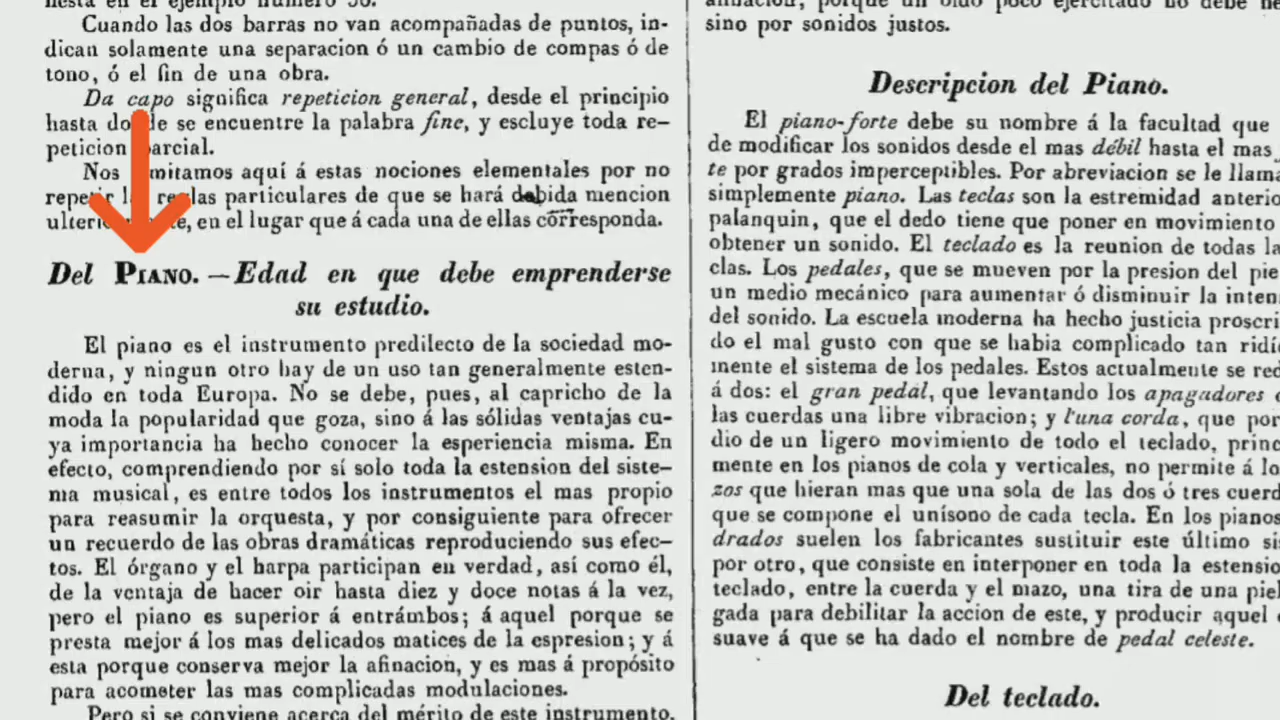 Cuando las dos barras no van acompañadas de puntos, in-
dican solamente una separacion ó un cambio de compas ó de
tono, ó el fin de una obra.
Da capo significa repeticion general, desde el principio
hasta se encuentre la palabra fine, y escluye toda re-
peticion
Nos aquí á estas nociones elementales por no
particulares de que se hará debida mencion
en el lugar que á cada una de ellas corresponda.
Del PIANO. — Edad en que debe emprenderse
su estudio.
El piano es el instrumento predilecto de la sociedad mo-
derna, y ningun otro hay de un uso tan generalmente esten-
dido en toda Europa. No se debe, pues, al capricho de la
moda la popularidad que goza, sino á las sólidas ventajas cu-
ya importancia ha hecho conocer la esperiencia misma. En
efecto, comprendiendo por sí solo toda la estension del siste-
ma musical, es entre todos los instrumentos el mas propio
para reasumir la orquesta, y por consiguiente para ofrecer
un recuerdo de las obras dramáticas reproduciendo sus efec-
tos. El órgano y el harpa participan en verdad, así como él,
de la ventaja de hacer oir hasta diez y doce notas á la vez,
pero el piano es superior á entrámbos; á aquel porque se
presta mejor á los mas delicados matices de la espresion; y á
esta porque conserva mejor la afinacion, y es mas á propósito
para acometer las mas complicadas modulaciones.
Pero si se conviene acerca del mérito de este instrumento,
sino por sonidos justos.
Descripcion del Piano.
El piano-forte debe su nombre á la facultad que
de modificar los sonidos desde el mas débil hasta el mas
te por grados imperceptibles. Por abreviacion se le llama
simplemente piano. Las teclas son la estremidad anterio
palanquin, que el dedo tiene que poner en movimiento
obtener un sonido. El teclado es la reunion de todas la
clas. Los pedales, que se mueven por la presion del pie
un medio mecánico para aumentar ó disminuir la inten
del sonido. La escuela moderna ha hecho justicia proscri
do el mal gusto con que se habia complicado tan ridí
mente el sistema de los pedales. Estos actualmente se red
á dos: el gran pedal, que levantando los apagadores
las cuerdas una libre vibracion; y l'una corda, que por
dio de un ligero movimiento de todo el teclado, princ
mente en los pianos de cola y verticales, no permite á lo
zos que hieran mas que una sola de las dos ó tres cuerd
que se compone el unísono de cada tecla. En los pianos
drados suelen los fabricantes sustituir este último sis
por otro, que consiste en interponer en toda la estensio
teclado, entre la cuerda y el mazo, una tira de una piel
gada para debilitar la accion de este, y producir aquel
suave á que se ha dado el nombre de pedal celeste.
Del teclado.